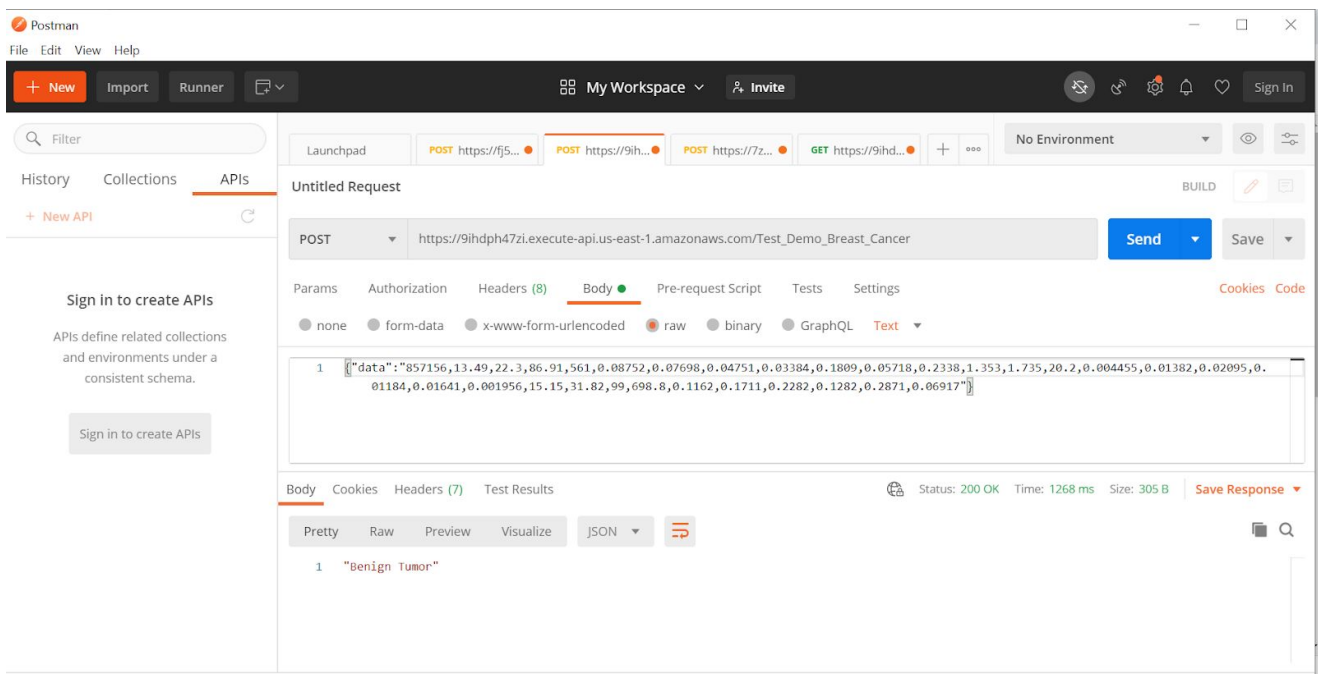 Postman
File Edit View Help
+ New Import Runner My Workspace Invite Sign In
Filter
Launchpad POST https://fj5... POST https://9ih... POST https://7z... GET https://9ihd... + ooo No Environment
History Collections APIs
Untitled Request BUILD
+ New API
POST https://9ihdph47zi.execute-api.us-east-1.amazonaws.com/Test_Demo_Breast_Cancer Send Save
Params Authorization Headers (8) Body Pre-request Script Tests Settings Cookies Code
Sign in to create APIs
none form-data x-www-form-urlencoded raw binary GraphQL Text
APIs define related collections
and environments under a
consistent schema.
Sign in to create APIs
1 {"data":"857156,13.49,22.3,86.91,561,0.08752,0.07698,0.04751,0.03384,0.1809,0.05718,0.2338,1.353,1.735,20.2,0.004455,0.01382,0.02095,0.
01184,0.01641,0.001956,15.15,31.82,99,698.8,0.1162,0.1711,0.2282,0.1282,0.2871,0.06917"}
Body Cookies Headers (7) Test Results Status: 200 OK Time: 1268 ms Size: 305 B Save Response
Pretty Raw Preview Visualize JSON
1 "Benign Tumor"